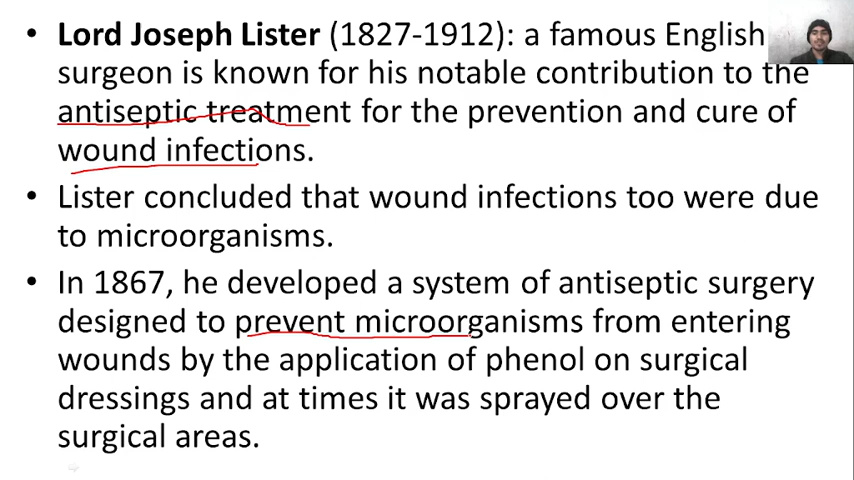 • Lord Joseph Lister (1827-1912): a famous English
surgeon is known for his notable contribution to the
antiseptic treatment for the prevention and cure of
wound infections.
• Lister concluded that wound infections too were due
to microorganisms.
• In 1867, he developed a system of antiseptic surgery
designed to prevent microorganisms from entering
wounds by the application of phenol on surgical
dressings and at times it was sprayed over the
surgical areas.